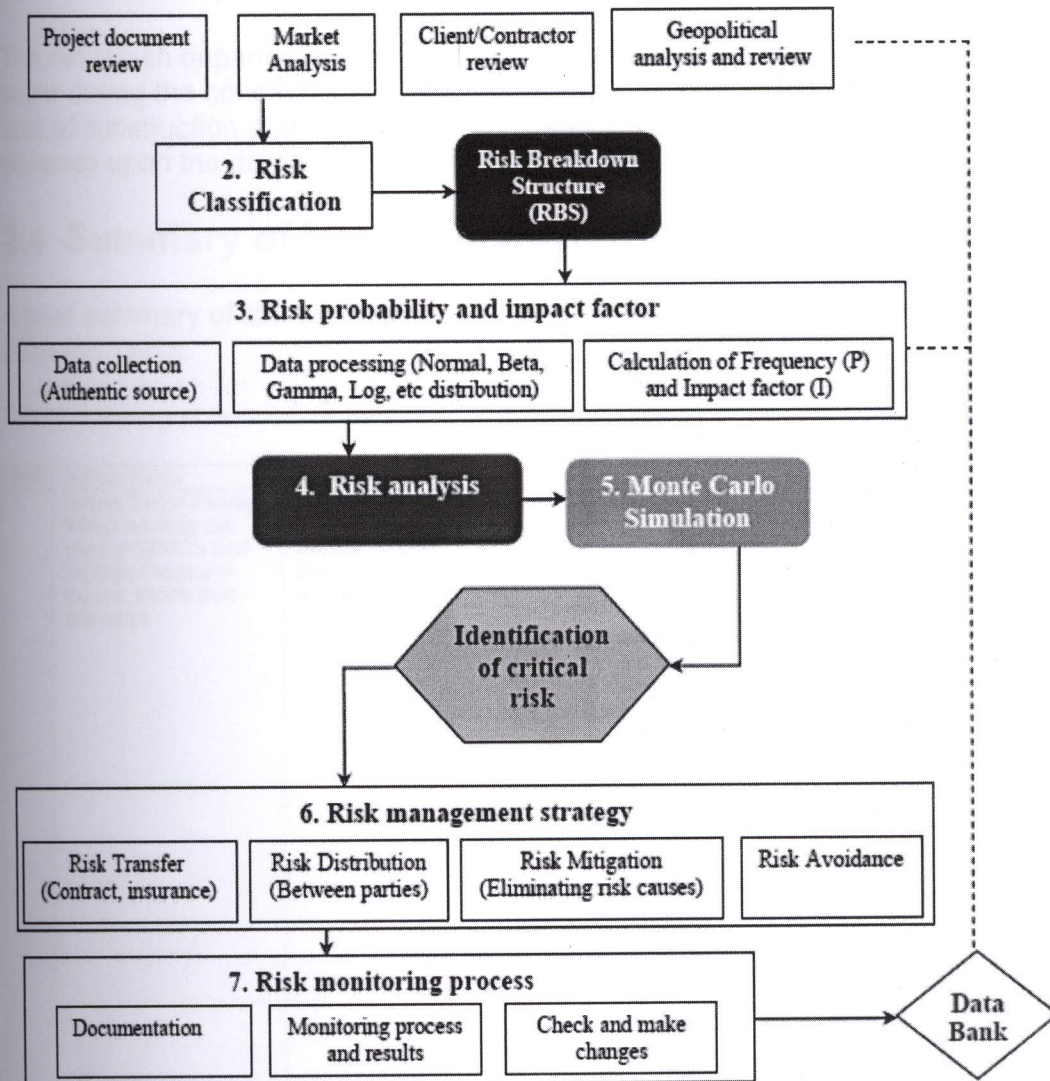 Project document
review
Market
Analysis
Client/Contractor
review
Geopolitical
analysis and review
2. Risk
Classification
Risk Breakdown
Structure
(RBS)
3. Risk probability and impact factor
Data collection
(Authentic source)
Data processing (Normal, Beta,
Gamma, Log, etc distribution)
Calculation of Frequency (P)
and Impact factor (I)
4. Risk analysis
5. Monte Carlo
Simulation
Identification
of critical
risk
6. Risk management strategy
Risk Transfer
(Contract, insurance)
Risk Distribution
(Between parties)
Risk Mitigation
(Eliminating risk causes)
Risk Avoidance
7. Risk monitoring process
Documentation
Monitoring process
and results
Check and make
changes
Data
Bank